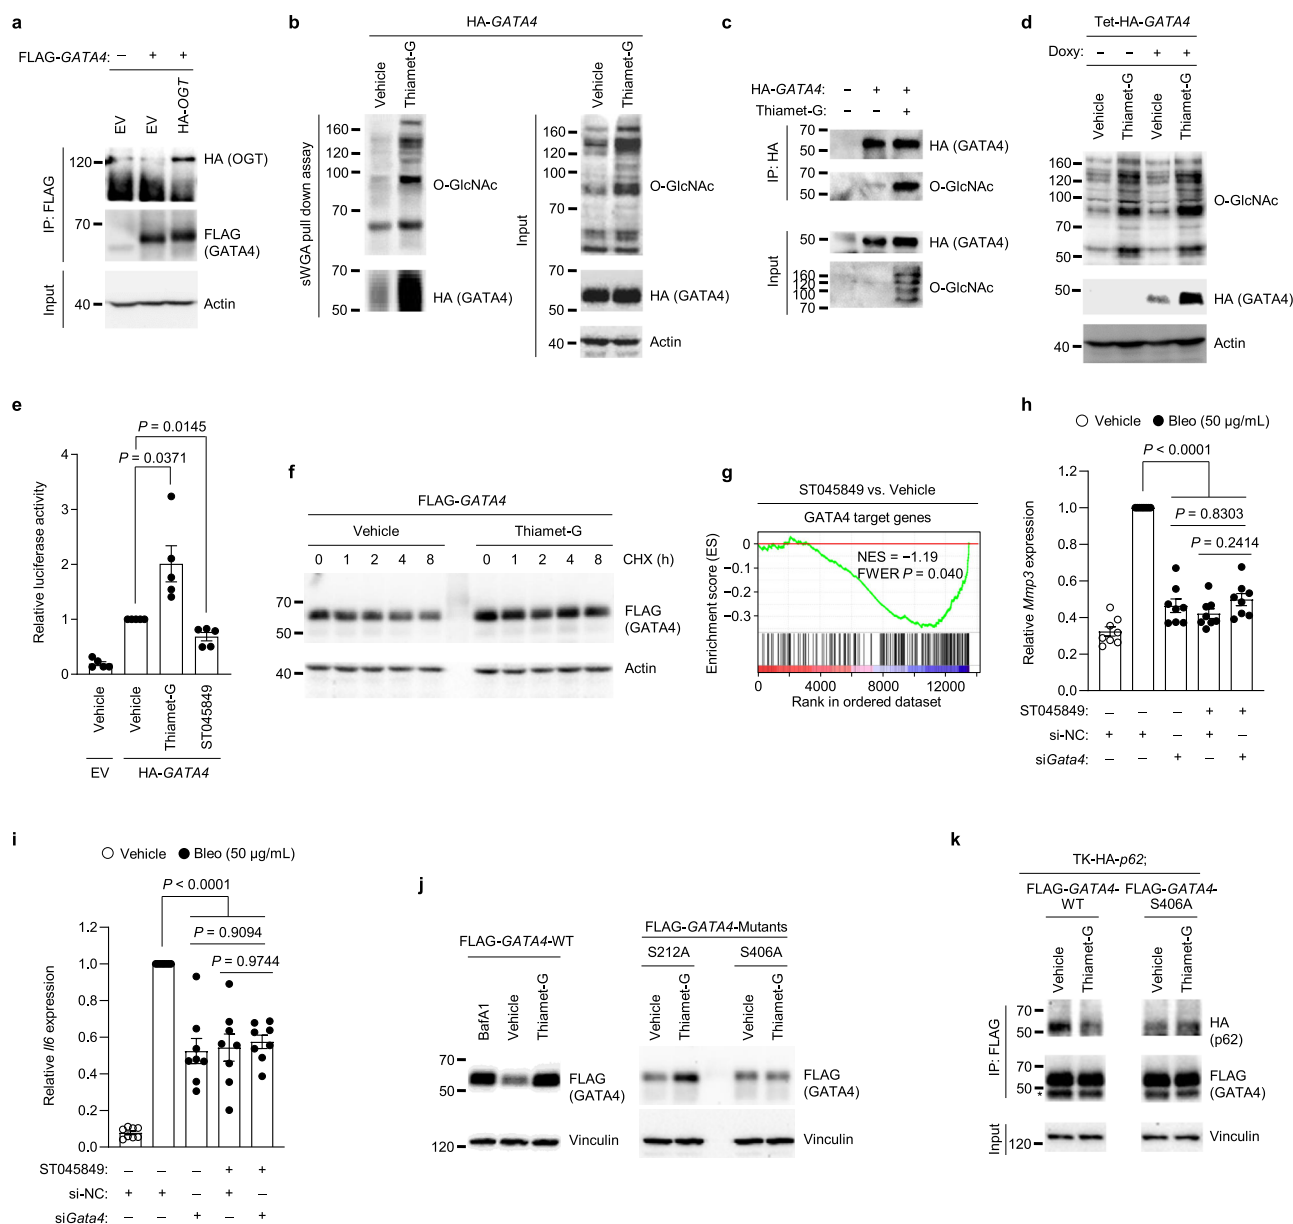 a
FLAG-GATA4: – + +
EV EV HA-OGT
IP: FLAG
120
HA (OGT)
70
FLAG
(GATA4)
Input
40
Actin
b
HA-GATA4
Vehicle Thiamet-G Vehicle Thiamet-G
sWGA pull down assay
160
120
100
70
O-GlcNAc
70
50
HA (GATA4)
Input
160
120
100
70
O-GlcNAc
70
50
HA (GATA4)
40
Actin
c
HA-GATA4: – + +
Thiamet-G: – – +
IP: HA
70
50
HA (GATA4)
70
50
O-GlcNAc
Input
50
HA (GATA4)
160
120
100
70
O-GlcNAc
d
Tet-HA-GATA4
Doxy: – – + +
Vehicle Thiamet-G Vehicle Thiamet-G
160
120
100
70
60
50
O-GlcNAc
50
HA (GATA4)
40
Actin
e
P = 0.0145
P = 0.0371
Relative luciferase activity
4
3
2
1
0
Vehicle Vehicle Thiamet-G ST045849
EV HA-GATA4
f
FLAG-GATA4
Vehicle Thiamet-G
0 1 2 4 8 0 1 2 4 8 CHX (h)
70
50
FLAG
(GATA4)
40
Actin
g
ST045849 vs. Vehicle
GATA4 target genes
Enrichment score (ES)
0
−0.1
−0.2
−0.3
NES = −1.19
FWER P = 0.040
0 4000 8000 12000
Rank in ordered dataset
h
Vehicle Bleo (50 µg/mL)
P < 0.0001
P = 0.8303
P = 0.2414
Relative Mmp3 expression
1.2
1.0
0.8
0.6
0.4
0.2
0.0
ST045849: – – – + +
si-NC: + + – + –
siGata4: – – + – +
i
Vehicle Bleo (50 µg/mL)
P < 0.0001
P = 0.9094
P = 0.9744
Relative Il6 expression
1.2
1.0
0.8
0.6
0.4
0.2
0.0
ST045849: – – – + +
si-NC: + + – + –
siGata4: – – + – +
j
FLAG-GATA4-WT
FLAG-GATA4-Mutants
S212A S406A
BafA1 Vehicle Thiamet-G Vehicle Thiamet-G Vehicle Thiamet-G
70
50
FLAG
(GATA4)
120
Vinculin
70
50
FLAG
(GATA4)
120
Vinculin
k
TK-HA-p62;
FLAG-GATA4-
WT
FLAG-GATA4-
S406A
Vehicle Thiamet-G Vehicle Thiamet-G
IP: FLAG
70
50
HA
(p62)
70
50
*
FLAG
(GATA4)
Input
120
Vinculin